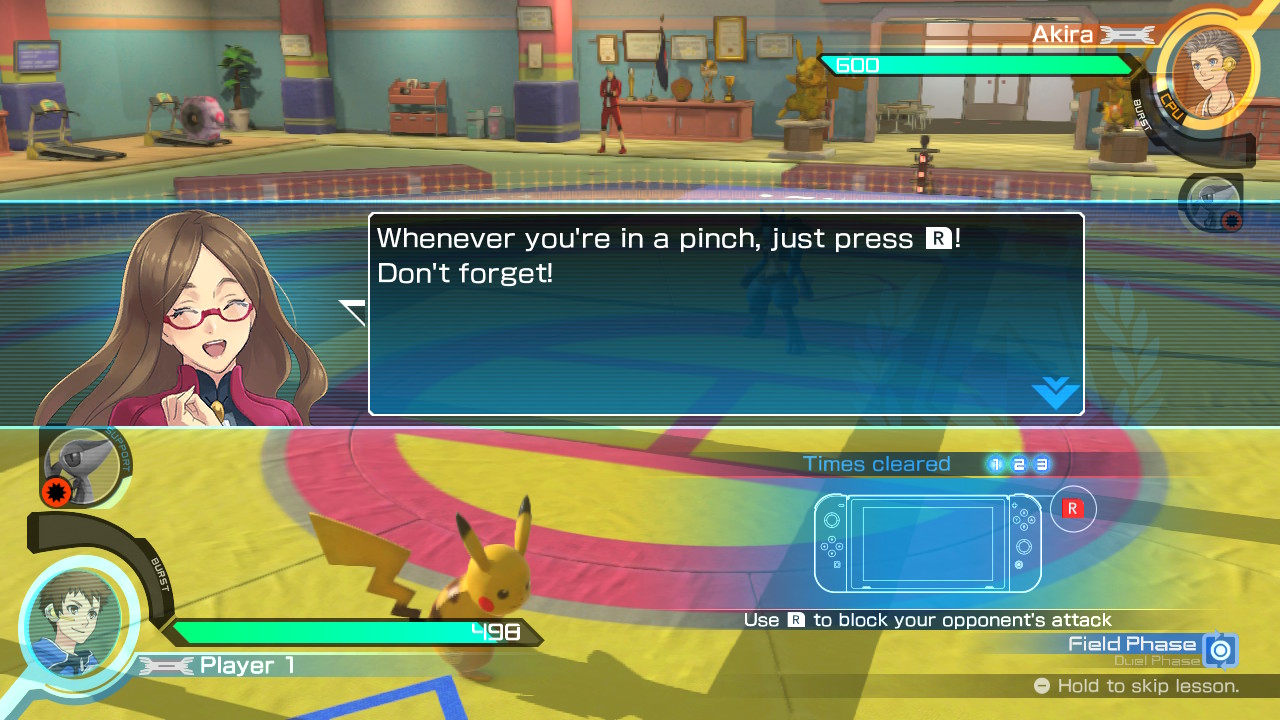 Akira
600
CPU
BURST
Whenever you're in a pinch, just press R!
Don't forget!
SUPPORT
Times cleared 1 2 3
R
BURST
Use R to block your opponent's attack
498
Field Phase
Duel Phase
Player 1
Hold to skip lesson.